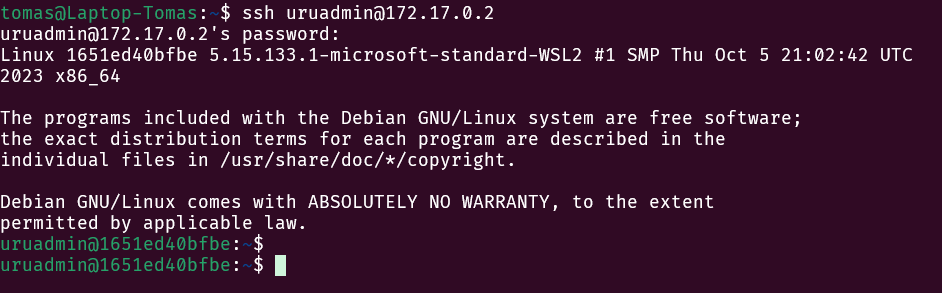 tomas@Laptop-Tomas:~$ ssh uruadmin@172.17.0.2
uruadmin@172.17.0.2's password:
Linux 1651ed40bfbe 5.15.133.1-microsoft-standard-WSL2 #1 SMP Thu Oct 5 21:02:42 UTC
2023 x86_64
The programs included with the Debian GNU/Linux system are free software;
the exact distribution terms for each program are described in the
individual files in /usr/share/doc/*/copyright.
Debian GNU/Linux comes with ABSOLUTELY NO WARRANTY, to the extent
permitted by applicable law.
uruadmin@1651ed40bfbe:~$
uruadmin@1651ed40bfbe:~$